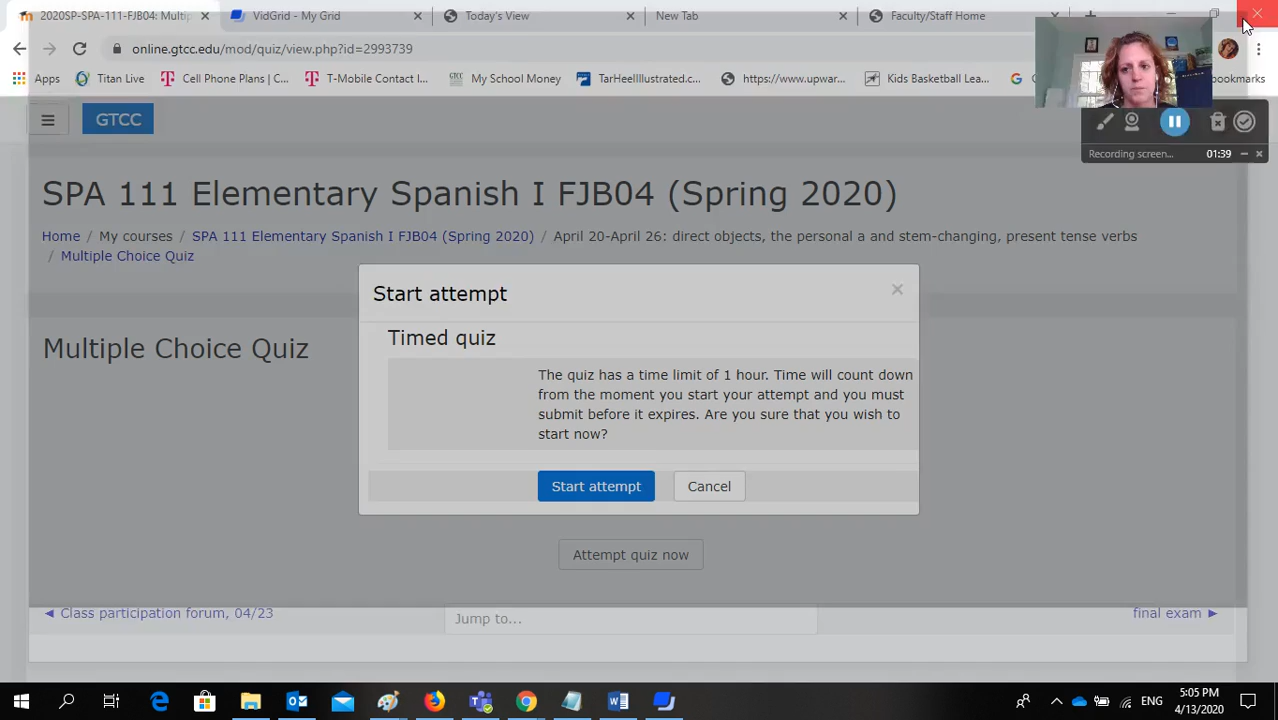 2020SP-SPA-111-FJB04: Multip
VidGrid - My Grid
Today's View
New Tab
Faculty/Staff Home
online.gtcc.edu/mod/quiz/view.php?id=2993739
Apps
Titan Live
Cell Phone Plans | C...
T-Mobile Contact I...
My School Money
TarHeelIllustrated.c...
https://www.upwar...
Kids Basketball Lea...
ookmarks
GTCC
Recording screen...
01:39
SPA 111 Elementary Spanish I FJB04 (Spring 2020)
Home / My courses / SPA 111 Elementary Spanish I FJB04 (Spring 2020) / April 20-April 26: direct objects, the personal a and stem-changing, present tense verbs
/ Multiple Choice Quiz
Start attempt
Timed quiz
Multiple Choice Quiz
The quiz has a time limit of 1 hour. Time will count down
from the moment you start your attempt and you must
submit before it expires. Are you sure that you wish to
start now?
Start attempt
Cancel
Attempt quiz now
◄ Class participation forum, 04/23
Jump to...
final exam ►
ENG
5:05 PM
4/13/2020